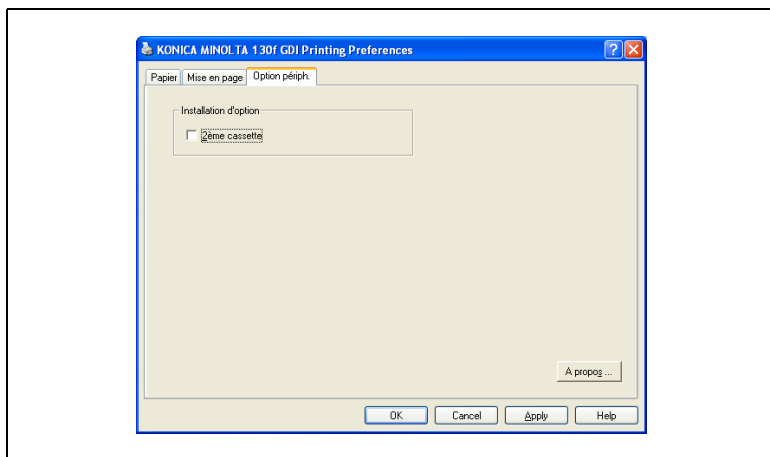 KONICA MINOLTA 130f GDI Printing Preferences
Papier Mise en page Option périph.
Installation d'option
2ème cassette
A propos ...
OK Cancel Apply Help